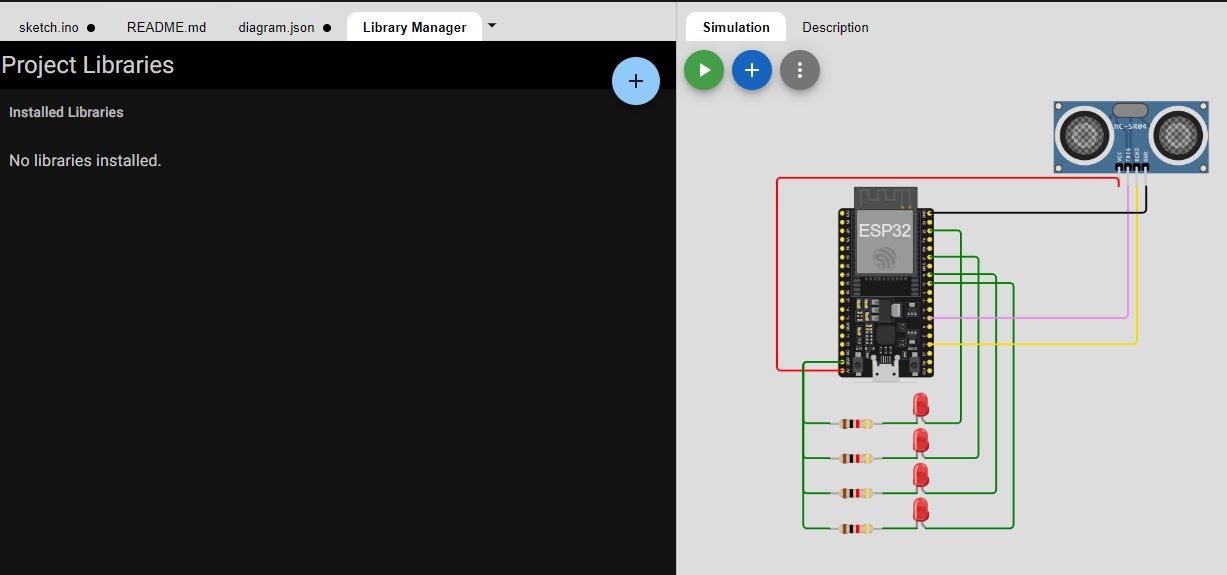 sketch.ino ● README.md diagram.json ● Library Manager
Project Libraries
+
Installed Libraries
No libraries installed.
Simulation Description
+
HC-SR04
VCC
TRIG
ECHO
GND
ESP32